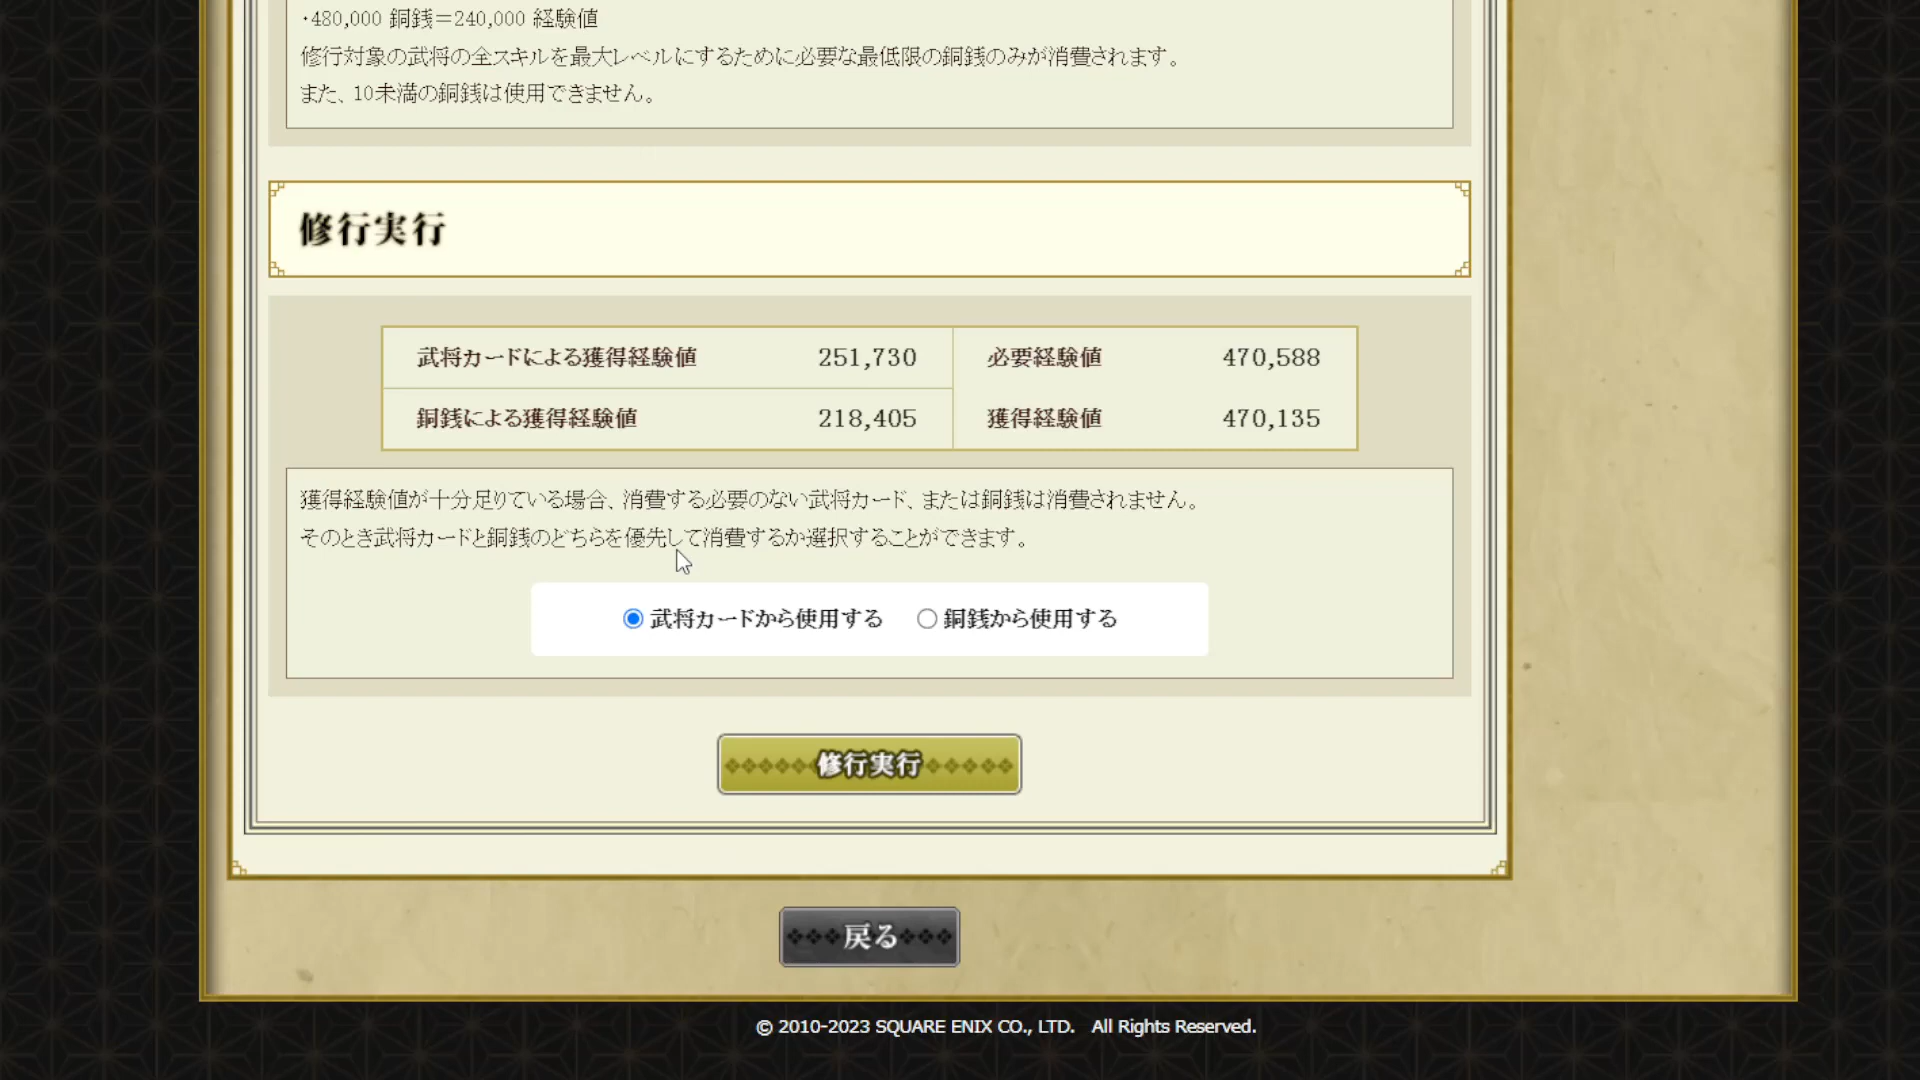 ・480,000 銅銭＝240,000 経験値
修行対象の武将の全スキルを最大レベルにするために必要な最低限の銅銭のみが消費されます。
また、10未満の銅銭は使用できません。
修行実行
武将カードによる獲得経験値 251,730 必要経験値 470,588
銅銭による獲得経験値 218,405 獲得経験値 470,135
獲得経験値が十分足りている場合、消費する必要のない武将カード、または銅銭は消費されません。
そのとき武将カードと銅銭のどちらを優先して消費するか選択することができます。
武将カードから使用する 銅銭から使用する
修行実行
戻る
© 2010-2023 SQUARE ENIX CO., LTD. All Rights Reserved.